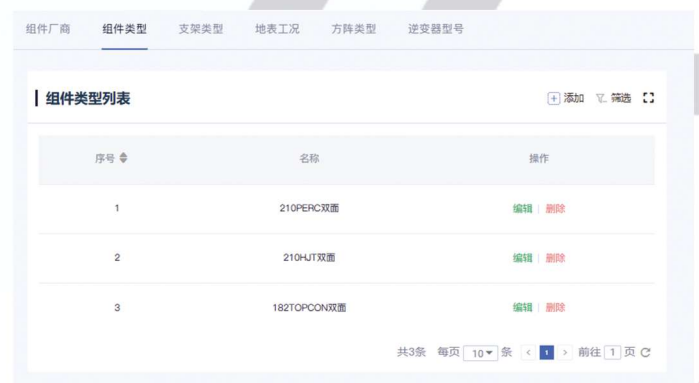 组件厂商 组件类型 支架类型 地表工况 方阵类型 逆变器型号
组件类型列表 添加 筛选
序号 名称 操作
1 210PERC双面 编辑 删除
2 210HJT双面 编辑 删除
3 182TOPCON双面 编辑 删除
共3条 每页 10 条 1 前往 1 页